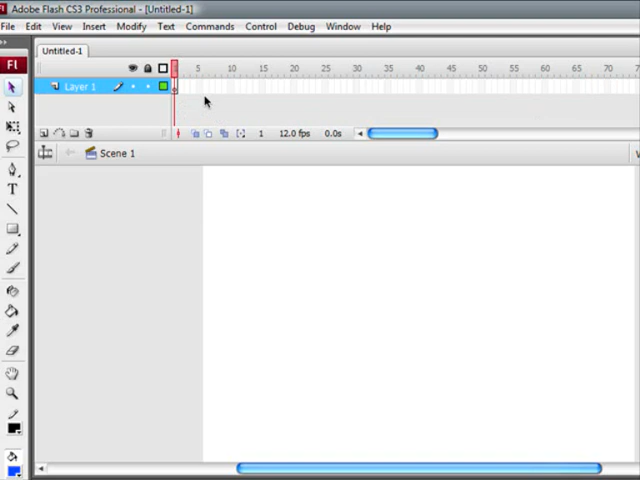 Fl Adobe Flash CS3 Professional - [Untitled-1]
File Edit View Insert Modify Text Commands Control Debug Window Help
Untitled-1
Fl
5 10 15 20 25 30 35 40 45 50 55 60 65 70
Layer 1
1 12.0 fps 0.0s
Scene 1
T